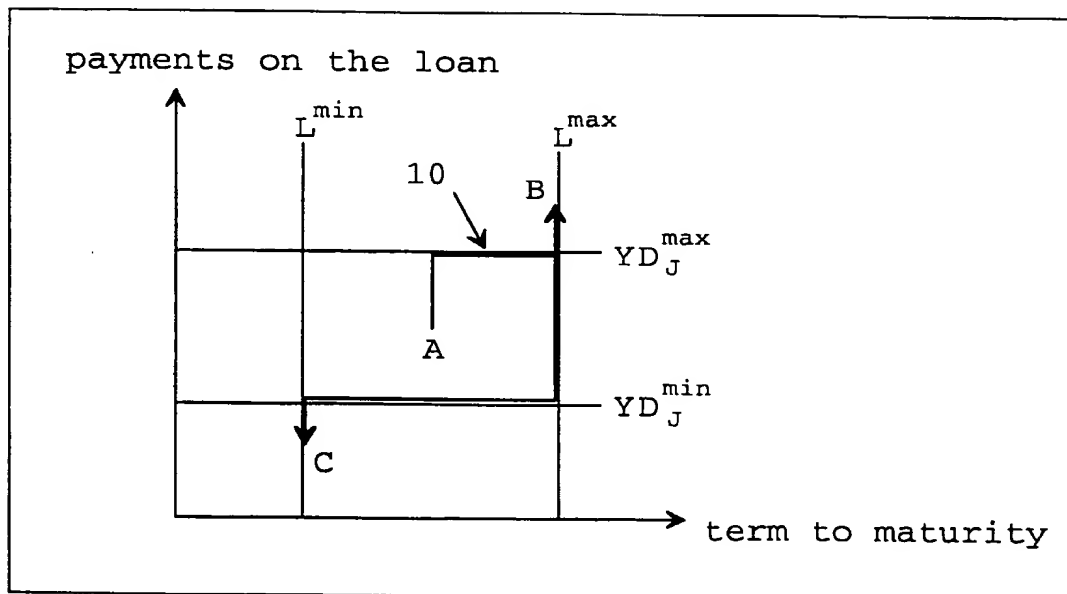 payments on the loan
L^min
L^max
10
B
YD_J^max
A
YD_J^min
C
term to maturity